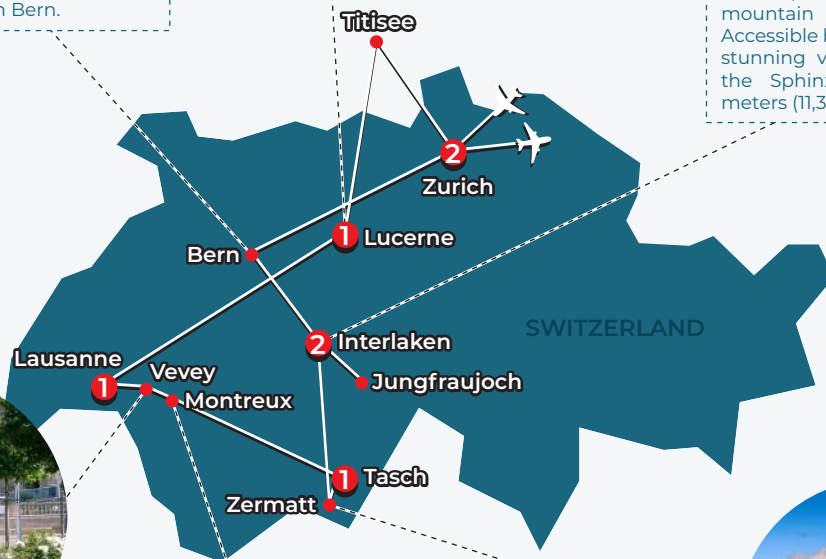 n Bern.
mountain
Accessible
stunning
the Sphin
meters (11,3
Titisee
2
Zurich
1
Lucerne
Bern
2
Interlaken
SWITZERLAND
Lausanne
1
Vevey
Jungfraujoch
Montreux
1
Tasch
Zermatt